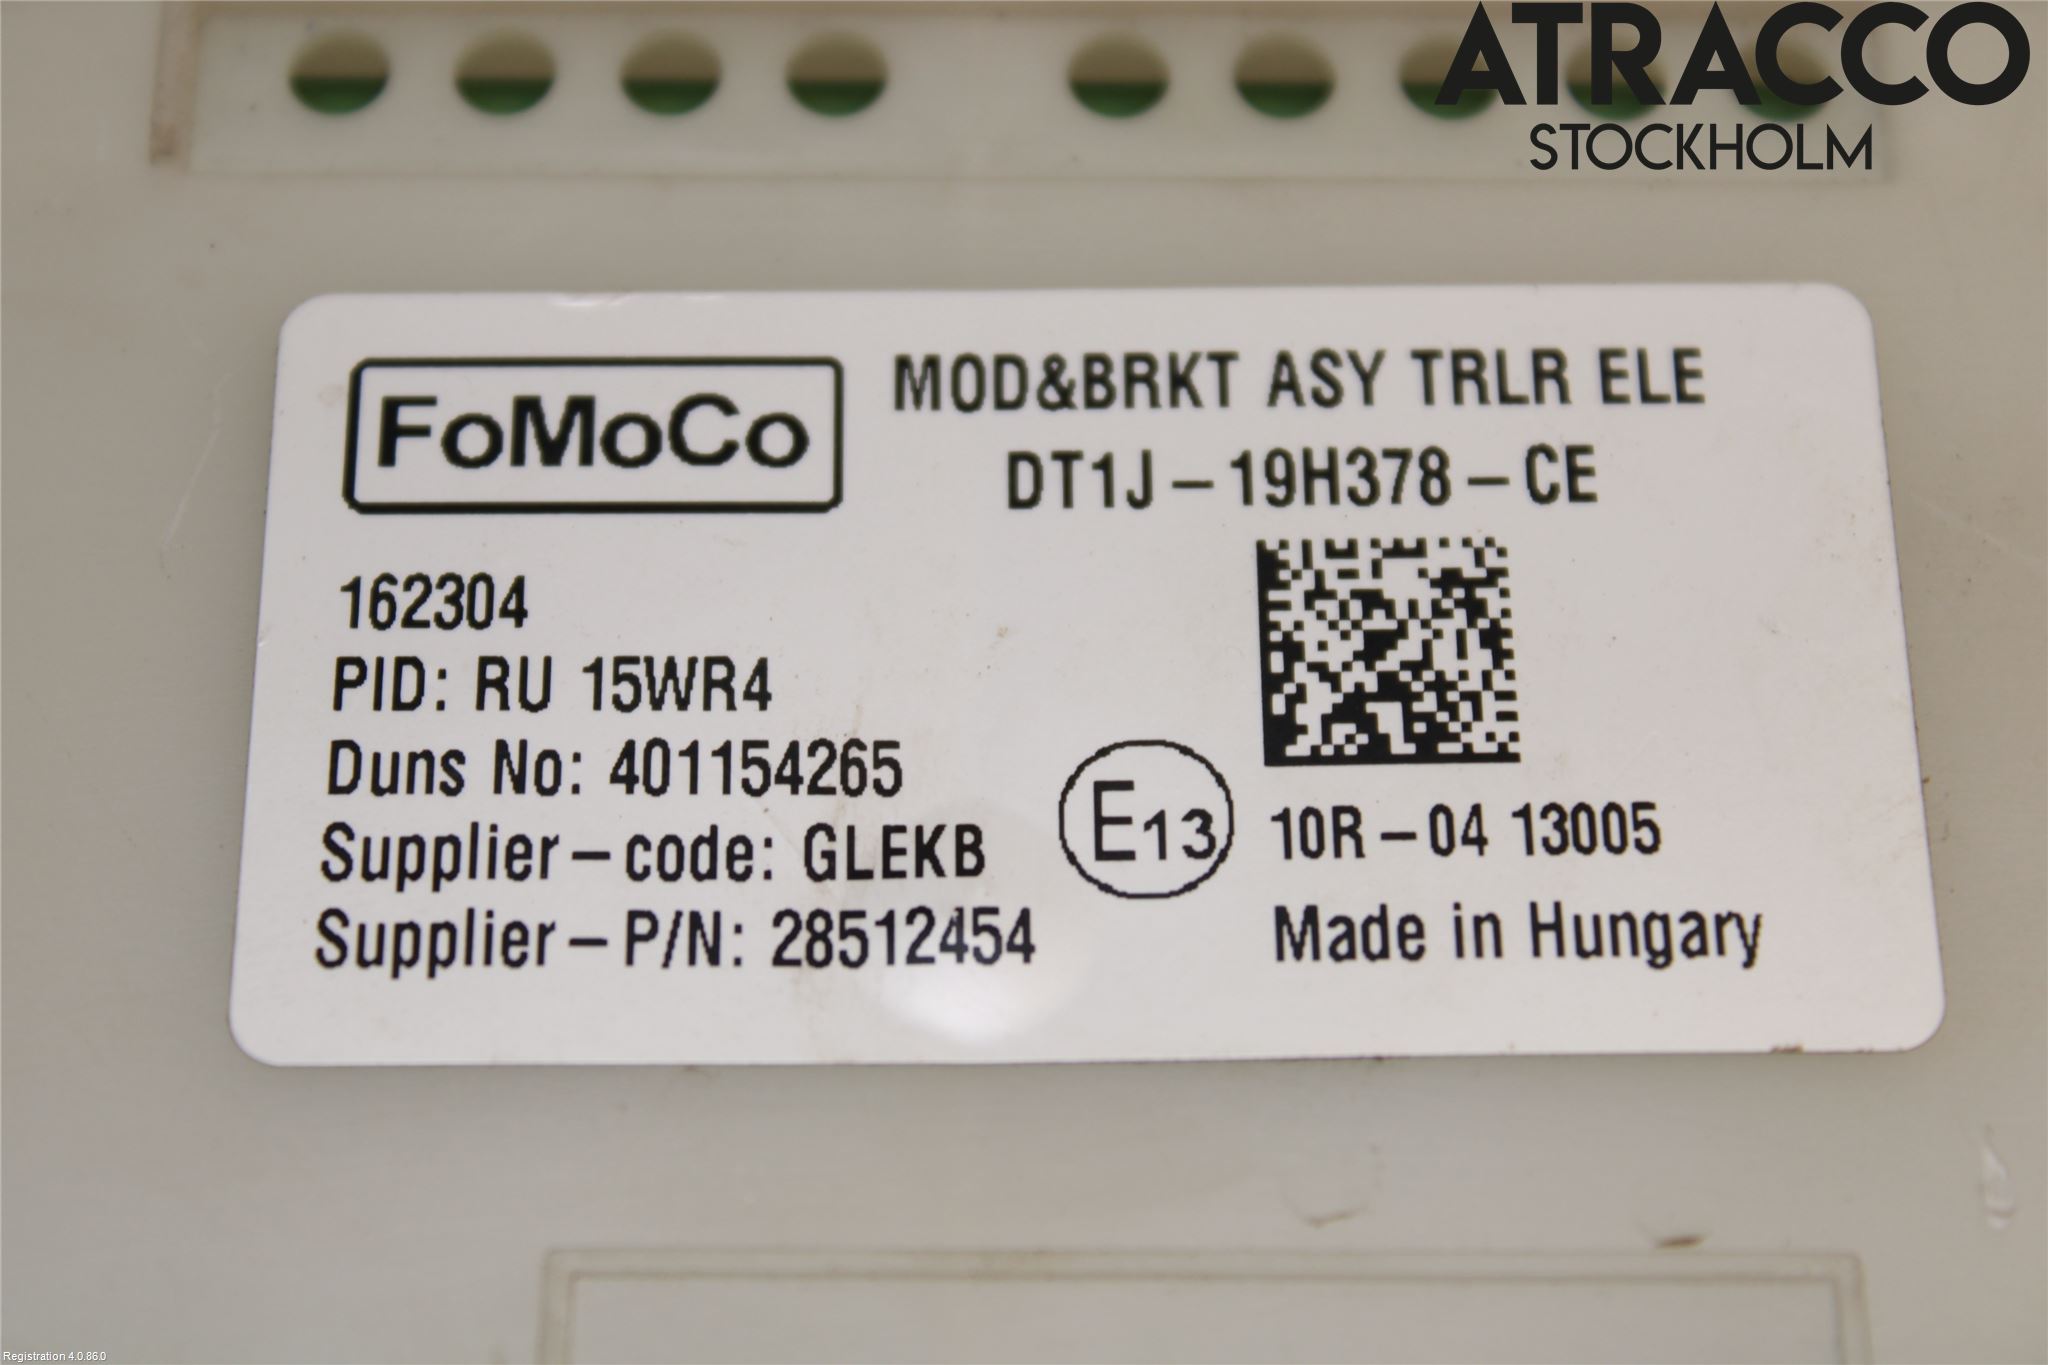 ATRACCO
STOCKHOLM
FoMoCo
MOD&BRKT ASY TRLR ELE
DT1J-19H378-CE
162304
PID: RU 15WR4
Duns No: 401154265
Supplier-code: GLEKB
Supplier-P/N: 28512454
E13
10R-04 13005
Made in Hungary
Registration 4.0.86.0